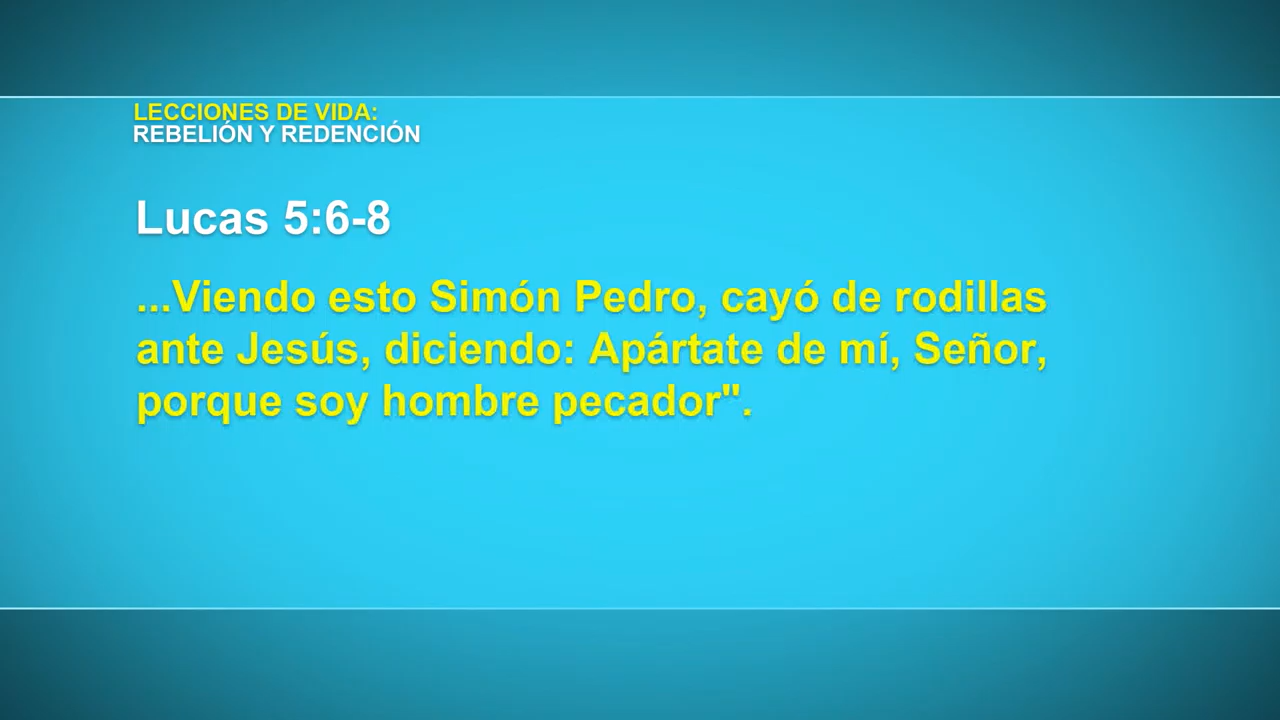 LECCIONES DE VIDA:
REBELIÓN Y REDENCIÓN
Lucas 5:6-8
...Viendo esto Simón Pedro, cayó de rodillas
ante Jesús, diciendo: Apártate de mí, Señor,
porque soy hombre pecador".